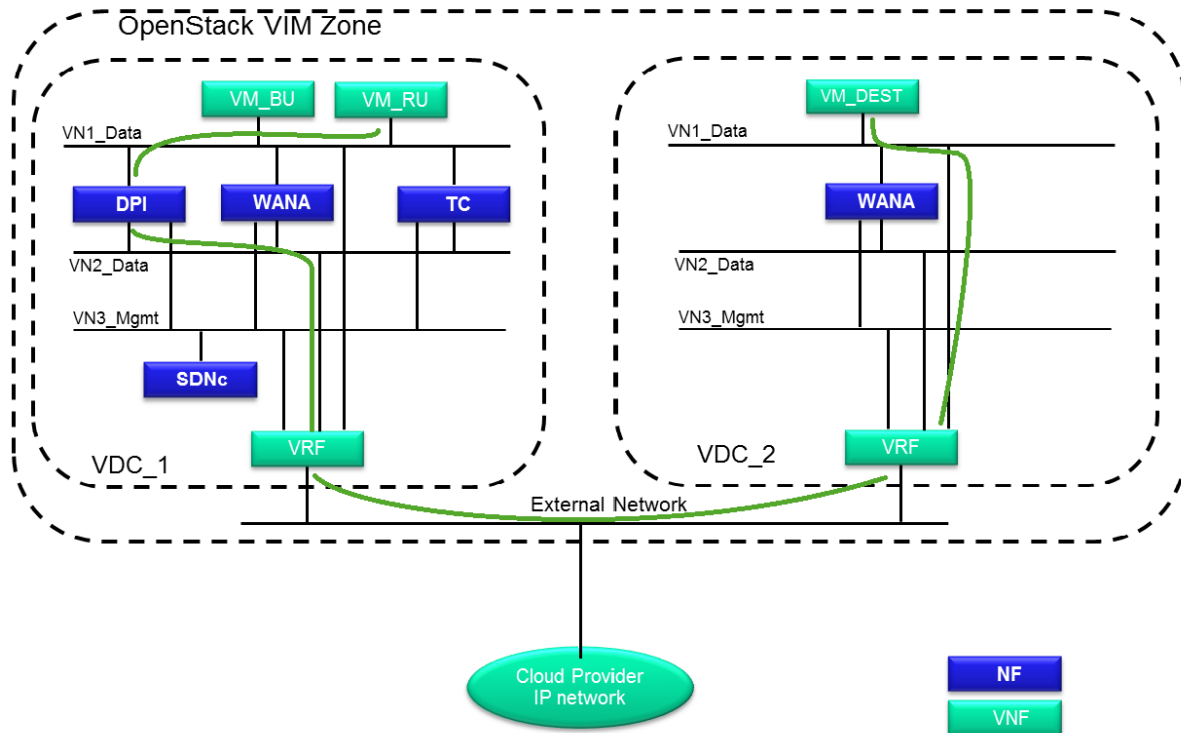 OpenStack VIM Zone
VM_BU
VM_RU
VN1_Data
DPI
WANA
TC
VN2_Data
VN3_Mgmt
SDNc
VRF
VDC_1
VM_DEST
VN1_Data
WANA
VN2_Data
VN3_Mgmt
VRF
VDC_2
External Network
Cloud Provider
IP network
NF
VNF